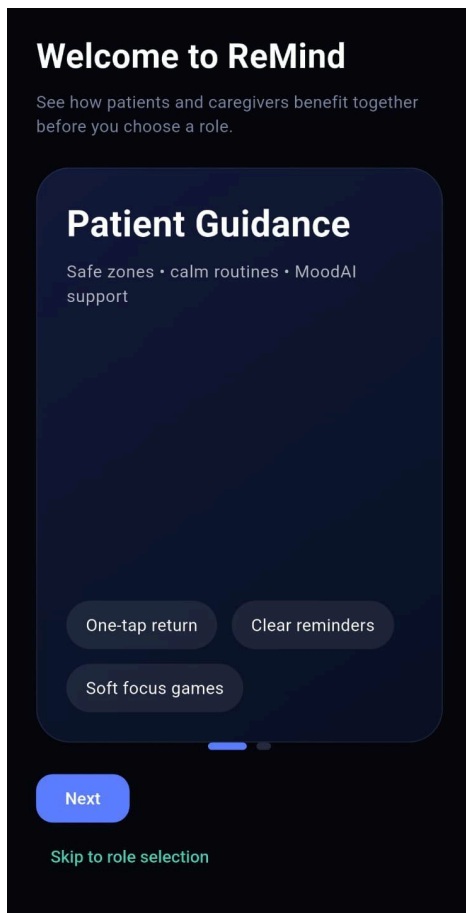 Welcome to ReMind
See how patients and caregivers benefit together
before you choose a role.
Patient Guidance
Safe zones • calm routines • MoodAI
support
One-tap return
Clear reminders
Soft focus games
Next
Skip to role selection